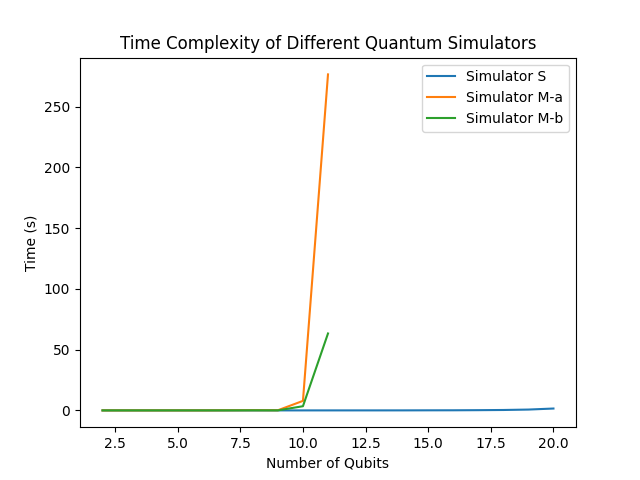 Time Complexity of Different Quantum Simulators
Simulator S
Simulator M-a
Simulator M-b
Time (s)
250
200
150
100
50
0
2.5 5.0 7.5 10.0 12.5 15.0 17.5 20.0
Number of Qubits